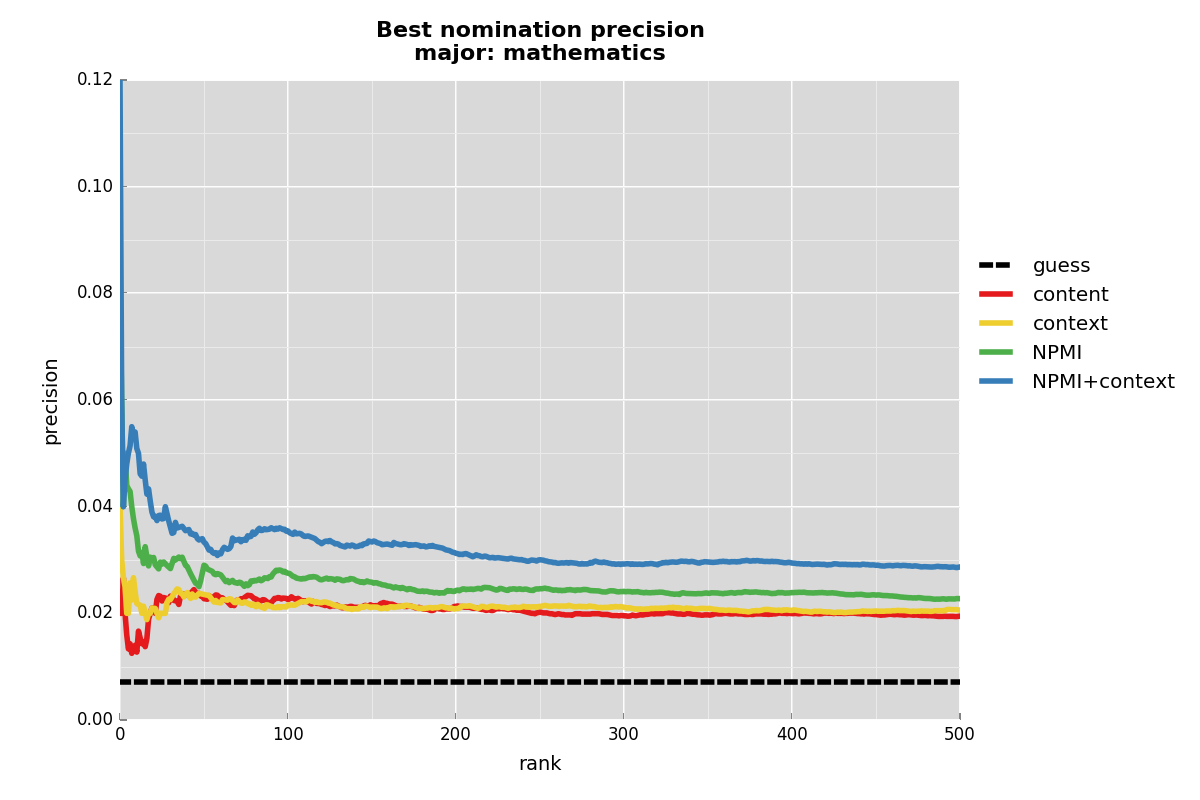 Best nomination precision
major: mathematics
precision
0.12
0.10
0.08
0.06
0.04
0.02
0.00
0 100 200 300 400 500
rank
guess
content
context
NPMI
NPMI+context